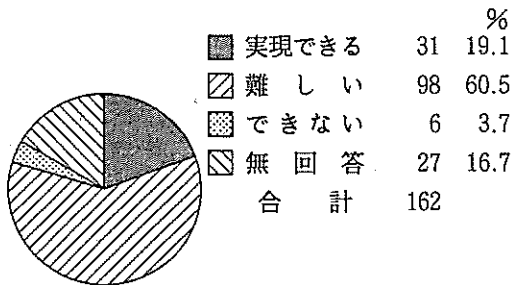 %
実現できる 31 19.1
難しい 98 60.5
できない 6 3.7
無回答 27 16.7
合計 162